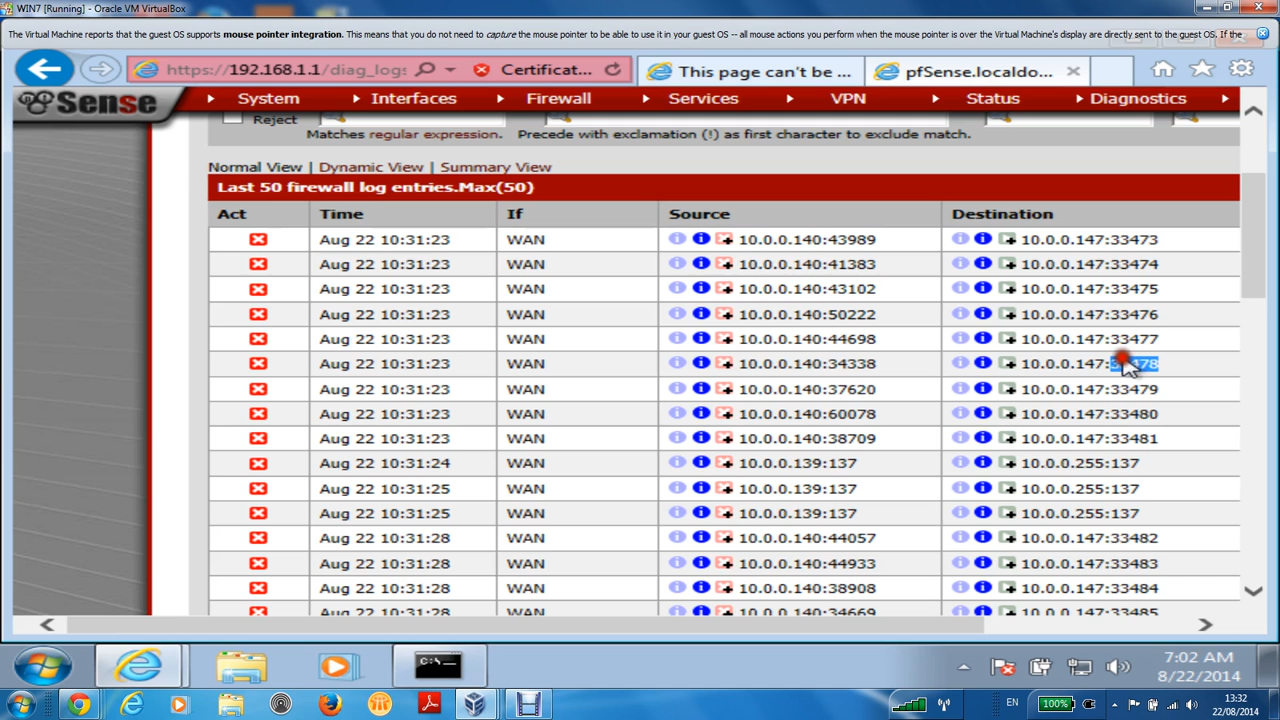 WIN7 [Running] - Oracle VM VirtualBox
The Virtual Machine reports that the guest OS supports mouse pointer integration. This means that you do not need to capture the mouse pointer to be able to use it in your guest OS -- all mouse actions you perform when the mouse pointer is over the Virtual Machine's display are directly sent to the guest OS. If the
https://192.168.1.1/diag_logs Certificat... This page can't be ... pfSense.localdo...
Sense System Interfaces Firewall Services VPN Status Diagnostics
Reject
Matches regular expression. Precede with exclamation (!) as first character to exclude match.
Normal View | Dynamic View | Summary View
Last 50 firewall log entries.Max(50)
Act Time If Source Destination
Aug 22 10:31:23 WAN 10.0.0.140:43989 10.0.0.147:33473
Aug 22 10:31:23 WAN 10.0.0.140:41383 10.0.0.147:33474
Aug 22 10:31:23 WAN 10.0.0.140:43102 10.0.0.147:33475
Aug 22 10:31:23 WAN 10.0.0.140:50222 10.0.0.147:33476
Aug 22 10:31:23 WAN 10.0.0.140:44698 10.0.0.147:33477
Aug 22 10:31:23 WAN 10.0.0.140:34338 10.0.0.147:33478
Aug 22 10:31:23 WAN 10.0.0.140:37620 10.0.0.147:33479
Aug 22 10:31:23 WAN 10.0.0.140:60078 10.0.0.147:33480
Aug 22 10:31:23 WAN 10.0.0.140:38709 10.0.0.147:33481
Aug 22 10:31:24 WAN 10.0.0.139:137 10.0.0.255:137
Aug 22 10:31:25 WAN 10.0.0.139:137 10.0.0.255:137
Aug 22 10:31:25 WAN 10.0.0.139:137 10.0.0.255:137
Aug 22 10:31:28 WAN 10.0.0.140:44057 10.0.0.147:33482
Aug 22 10:31:28 WAN 10.0.0.140:44933 10.0.0.147:33483
Aug 22 10:31:28 WAN 10.0.0.140:38908 10.0.0.147:33484
Aug 22 10:31:28 WAN 10.0.0.140:34669 10.0.0.147:33485
C:\
7:02 AM
8/22/2014
EN 100% 13:32
22/08/2014